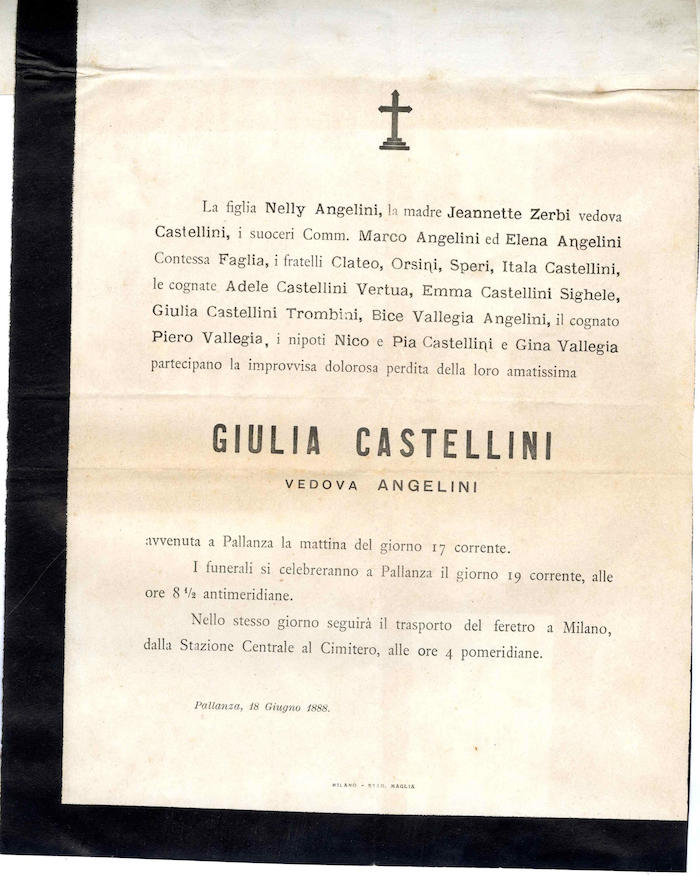 La figlia Nelly Angelini, la madre Jeannette Zerbi vedova
Castellini, i suoceri Comm. Marco Angelini ed Elena Angelini
Contessa Faglia, i fratelli Clateo, Orsini, Speri, Itala Castellini,
le cognate Adele Castellini Vertua, Emma Castellini Sighele,
Giulia Castellini Trombini, Bice Vallegia Angelini, il cognato
Piero Vallegia, i nipoti Nico e Pia Castellini e Gina Vallegia
partecipano la improvvisa dolorosa perdita della loro amatissima
GIULIA CASTELLINI
VEDOVA ANGELINI
avvenuta a Pallanza la mattina del giorno 17 corrente.
I funerali si celebreranno a Pallanza il giorno 19 corrente, alle
ore 8 ½ antimeridiane.
Nello stesso giorno seguirà il trasporto del feretro a Milano,
dalla Stazione Centrale al Cimitero, alle ore 4 pomeridiane.
Pallanza, 18 Giugno 1888.
MILANO - STAB. MAGLIA